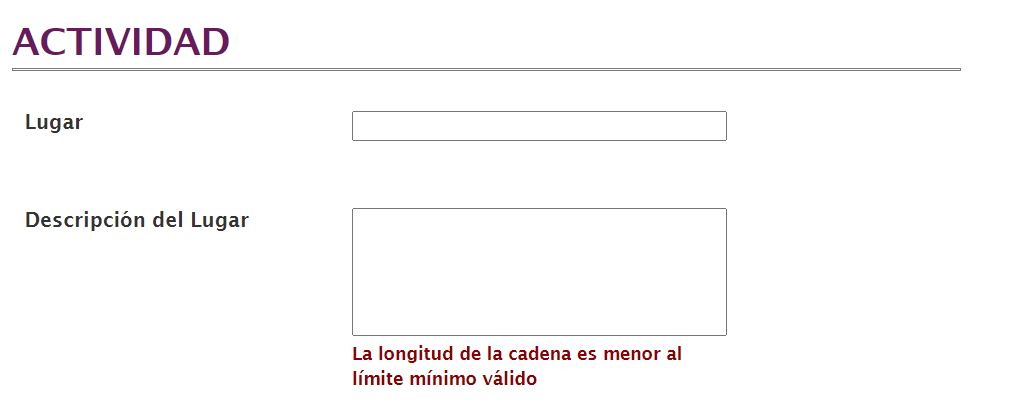 ACTIVIDAD
Lugar
Descripción del Lugar
La longitud de la cadena es menor al
límite mínimo válido